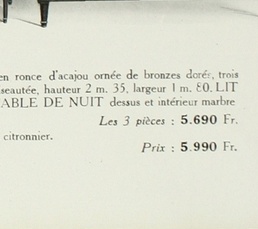 en ronce d'acajou ornée de bronzes dorés, trois
seautée, hauteur 2 m. 35, largeur 1 m. 80. LIT
ABLE DE NUIT dessus et intérieur marbre
Les 3 pièces : 5.690 Fr.
citronnier.
Prix : 5.990 Fr.